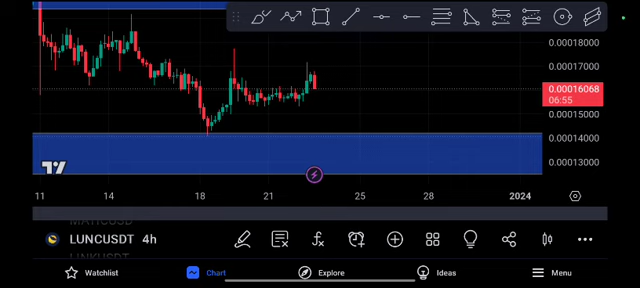 0.00018000
0.00017000
0.00016068
06:55
0.00015000
0.00014000
0.00013000
11 14 18 21 25 28 2024
MATICUSD
LUNCUSDT 4h
LINKUSDT
Watchlist Chart Explore Ideas Menu